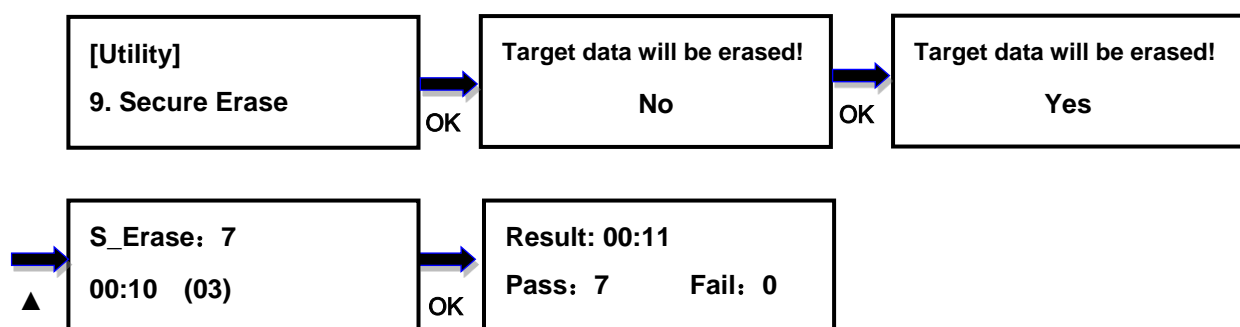 [Utility]
9. Secure Erase
OK
Target data will be erased!
No
OK
Target data will be erased!
Yes
▲
S_Erase：7
00:10 (03)
OK
Result: 00:11
Pass：7 Fail：0